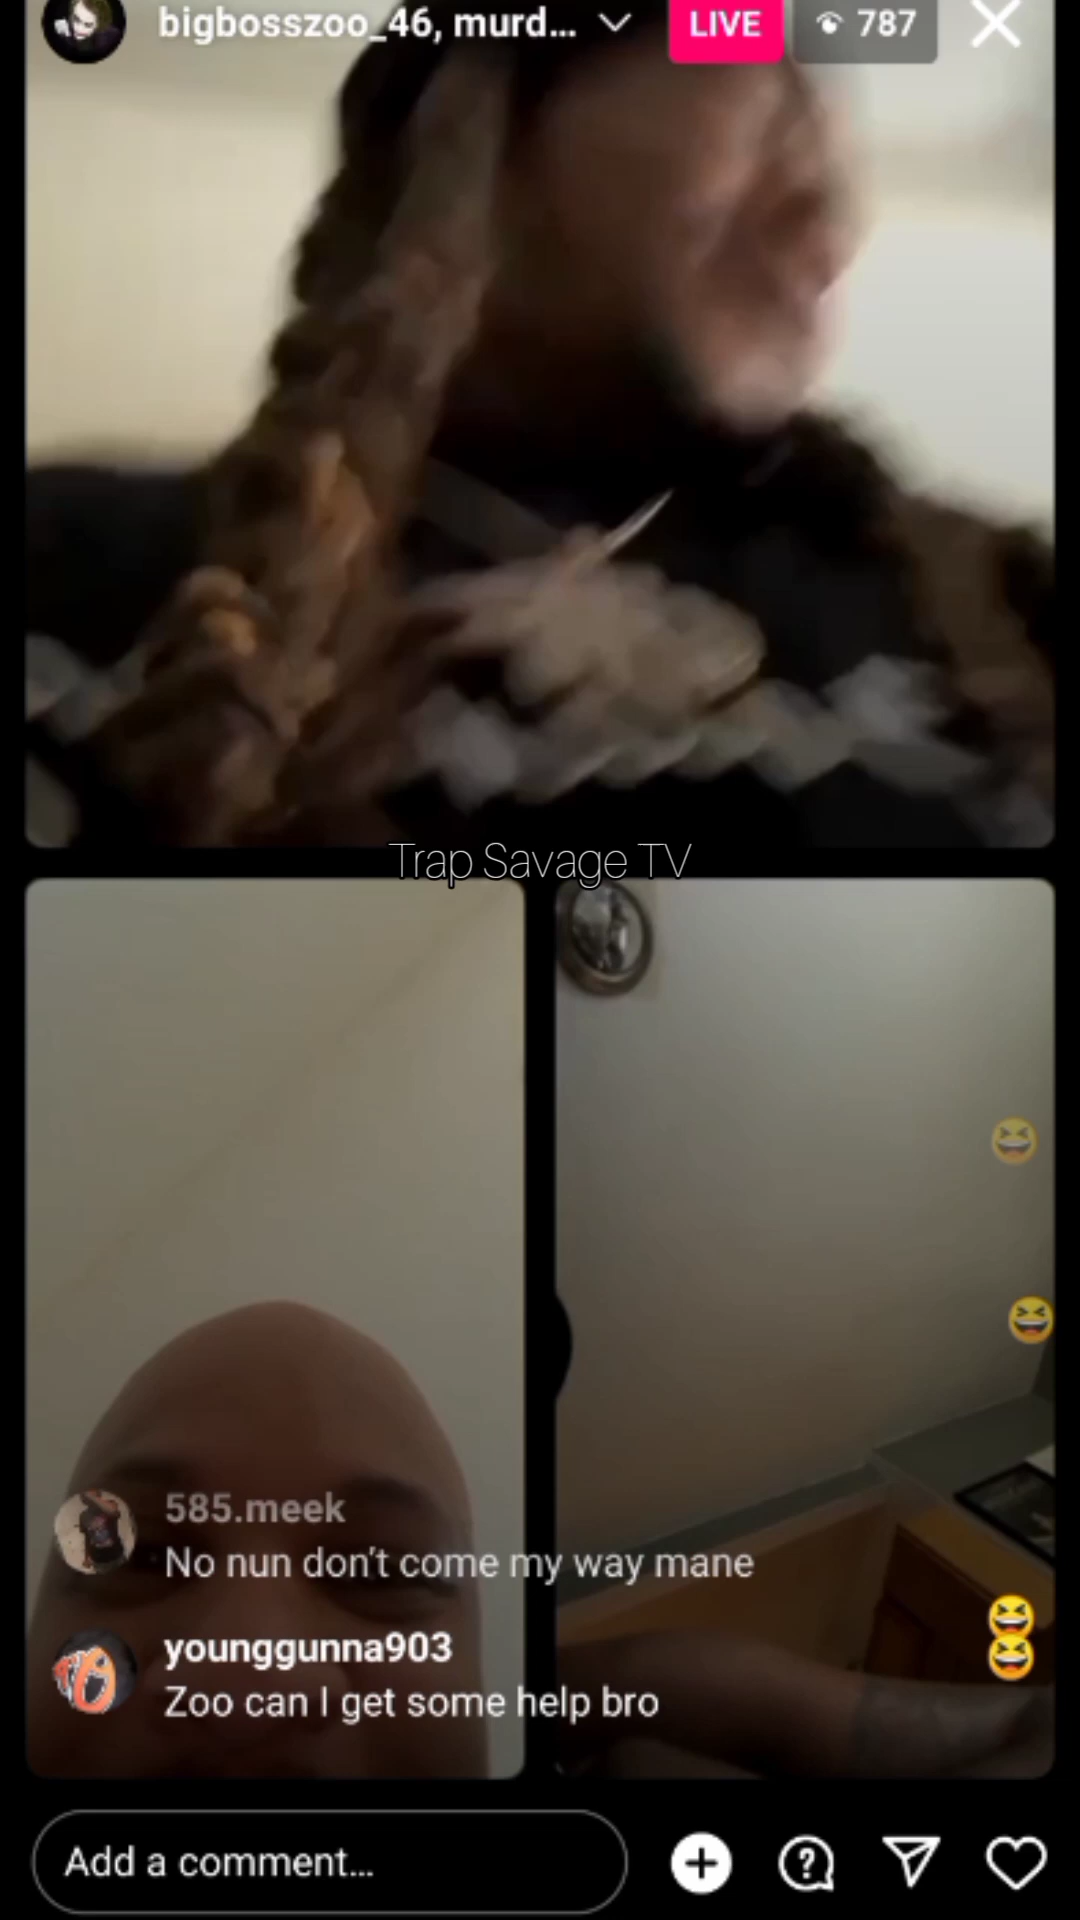 bigbosszoo_46, murd...
LIVE
787
Trap Savage TV
585.meek
No nun don't come my way mane
younggunna903
Zoo can I get some help bro
Add a comment...